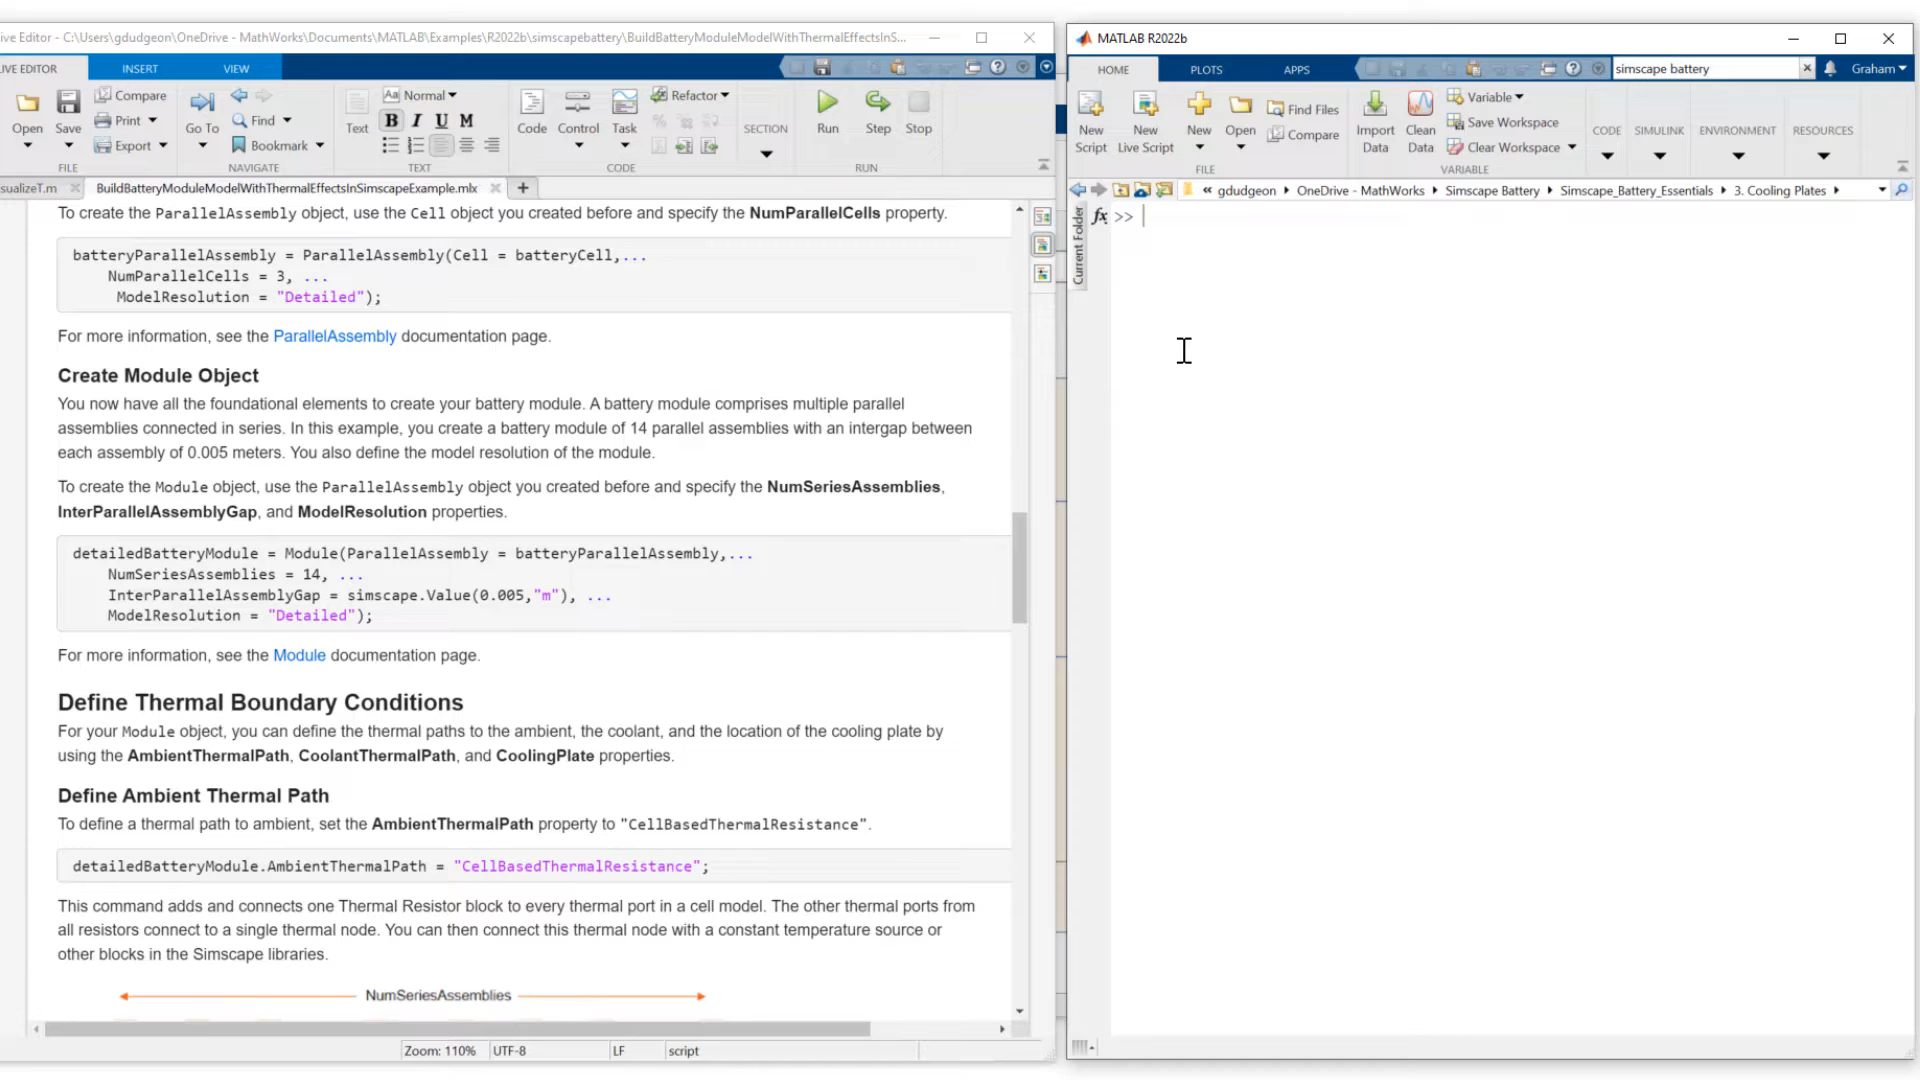 ive Editor - C:\Users\gdudgeon\OneDrive - MathWorks\Documents\MATLAB\Examples\R2022b\simscapebattery\BuildBatteryModuleModelWithThermalEffectsInS...
IVE EDITOR INSERT VIEW
Open Save Compare Print Export
FILE
Go To Find Bookmark
NAVIGATE
Text Aa Normal
B I U M
TEXT
Code Control Task Refactor
CODE
SECTION
Run Step Stop
RUN
sualizeT.m BuildBatteryModuleModelWithThermalEffectsInSimscapeExample.mlx +
To create the ParallelAssembly object, use the Cell object you created before and specify the NumParallelCells property.
batteryParallelAssembly = ParallelAssembly(Cell = batteryCell,...
NumParallelCells = 3, ...
ModelResolution = "Detailed");
For more information, see the ParallelAssembly documentation page.
Create Module Object
You now have all the foundational elements to create your battery module. A battery module comprises multiple parallel
assemblies connected in series. In this example, you create a battery module of 14 parallel assemblies with an intergap between
each assembly of 0.005 meters. You also define the model resolution of the module.
To create the Module object, use the ParallelAssembly object you created before and specify the NumSeriesAssemblies,
InterParallelAssemblyGap, and ModelResolution properties.
detailedBatteryModule = Module(ParallelAssembly = batteryParallelAssembly,...
NumSeriesAssemblies = 14, ...
InterParallelAssemblyGap = simscape.Value(0.005,"m"), ...
ModelResolution = "Detailed");
For more information, see the Module documentation page.
Define Thermal Boundary Conditions
For your Module object, you can define the thermal paths to the ambient, the coolant, and the location of the cooling plate by
using the AmbientThermalPath, CoolantThermalPath, and CoolingPlate properties.
Define Ambient Thermal Path
To define a thermal path to ambient, set the AmbientThermalPath property to "CellBasedThermalResistance".
detailedBatteryModule.AmbientThermalPath = "CellBasedThermalResistance";
This command adds and connects one Thermal Resistor block to every thermal port in a cell model. The other thermal ports from
all resistors connect to a single thermal node. You can then connect this thermal node with a constant temperature source or
other blocks in the Simscape libraries.
NumSeriesAssemblies
Zoom: 110% UTF-8 LF script
MATLAB R2022b
HOME PLOTS APPS simscape battery Graham
New Script New Live Script New Open Find Files Compare
FILE
Import Data Clean Data Variable Save Workspace Clear Workspace
VARIABLE
CODE SIMULINK ENVIRONMENT RESOURCES
« gdudgeon OneDrive - MathWorks Simscape Battery Simscape_Battery_Essentials 3. Cooling Plates
Current Folder
fx >>